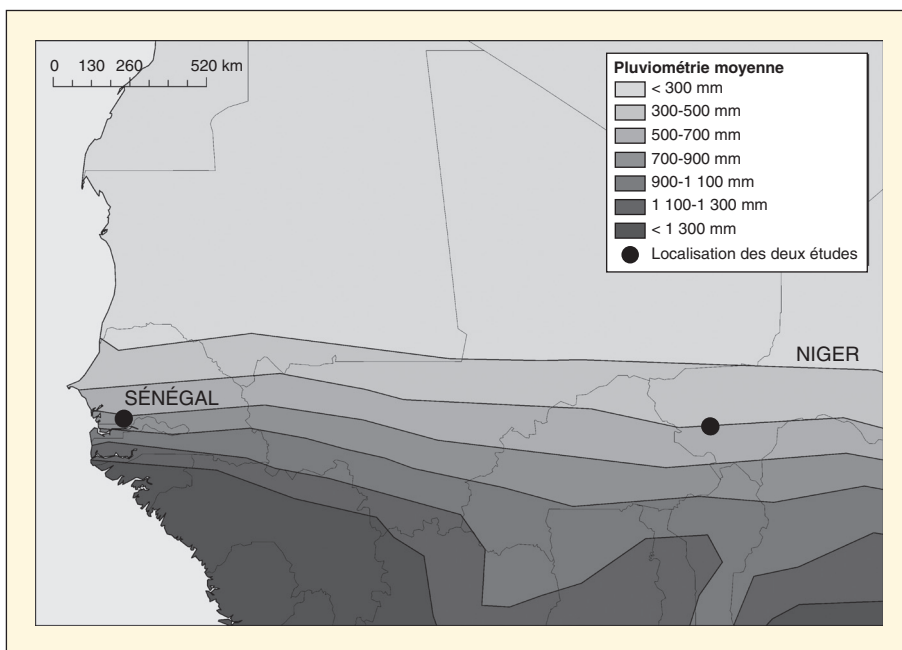 0 130 260 520 km
Pluviométrie moyenne
< 300 mm
300-500 mm
500-700 mm
700-900 mm
900-1 100 mm
1 100-1 300 mm
< 1 300 mm
Localisation des deux études
NIGER
SÉNÉGAL